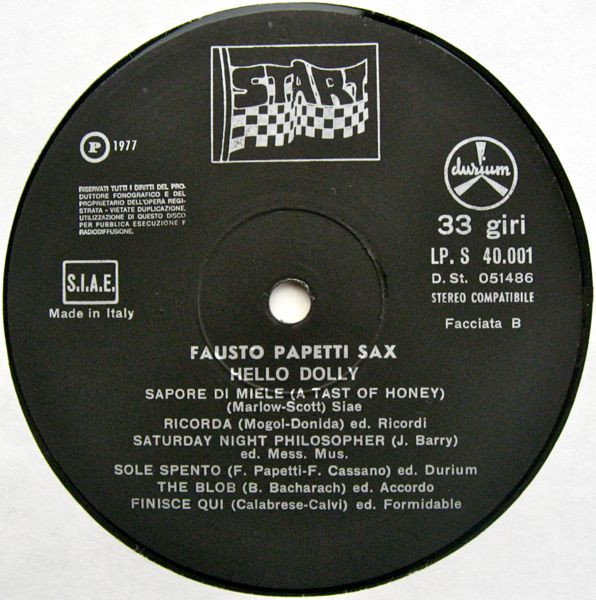 START
P 1977
RISERVATI TUTTI I DIRITTI DEL PRO-
DUTTORE FONOGRAFICO E DEL
PROPRIETARIO DELL'OPERA REGI-
STRATA - VIETATE DUPLICAZIONE,
UTILIZZAZIONE DI QUESTO DISCO
PER PUBBLICA ESECUZIONE E
RADIODIFFUSIONE.
durium
33 giri
LP. S 40.001
D. St. 051486
STEREO COMPATIBILE
Facciata B
S.I.A.E.
Made in Italy
FAUSTO PAPETTI SAX
HELLO DOLLY
SAPORE DI MIELE (A TAST OF HONEY)
(Marlow-Scott) Siae
RICORDA (Mogol-Donida) ed. Ricordi
SATURDAY NIGHT PHILOSOPHER (J. Barry)
ed. Mess. Mus.
SOLE SPENTO (F. Papetti-F. Cassano) ed. Durium
THE BLOB (B. Bacharach) ed. Accordo
FINISCE QUI (Calabrese-Calvi) ed. Formidable